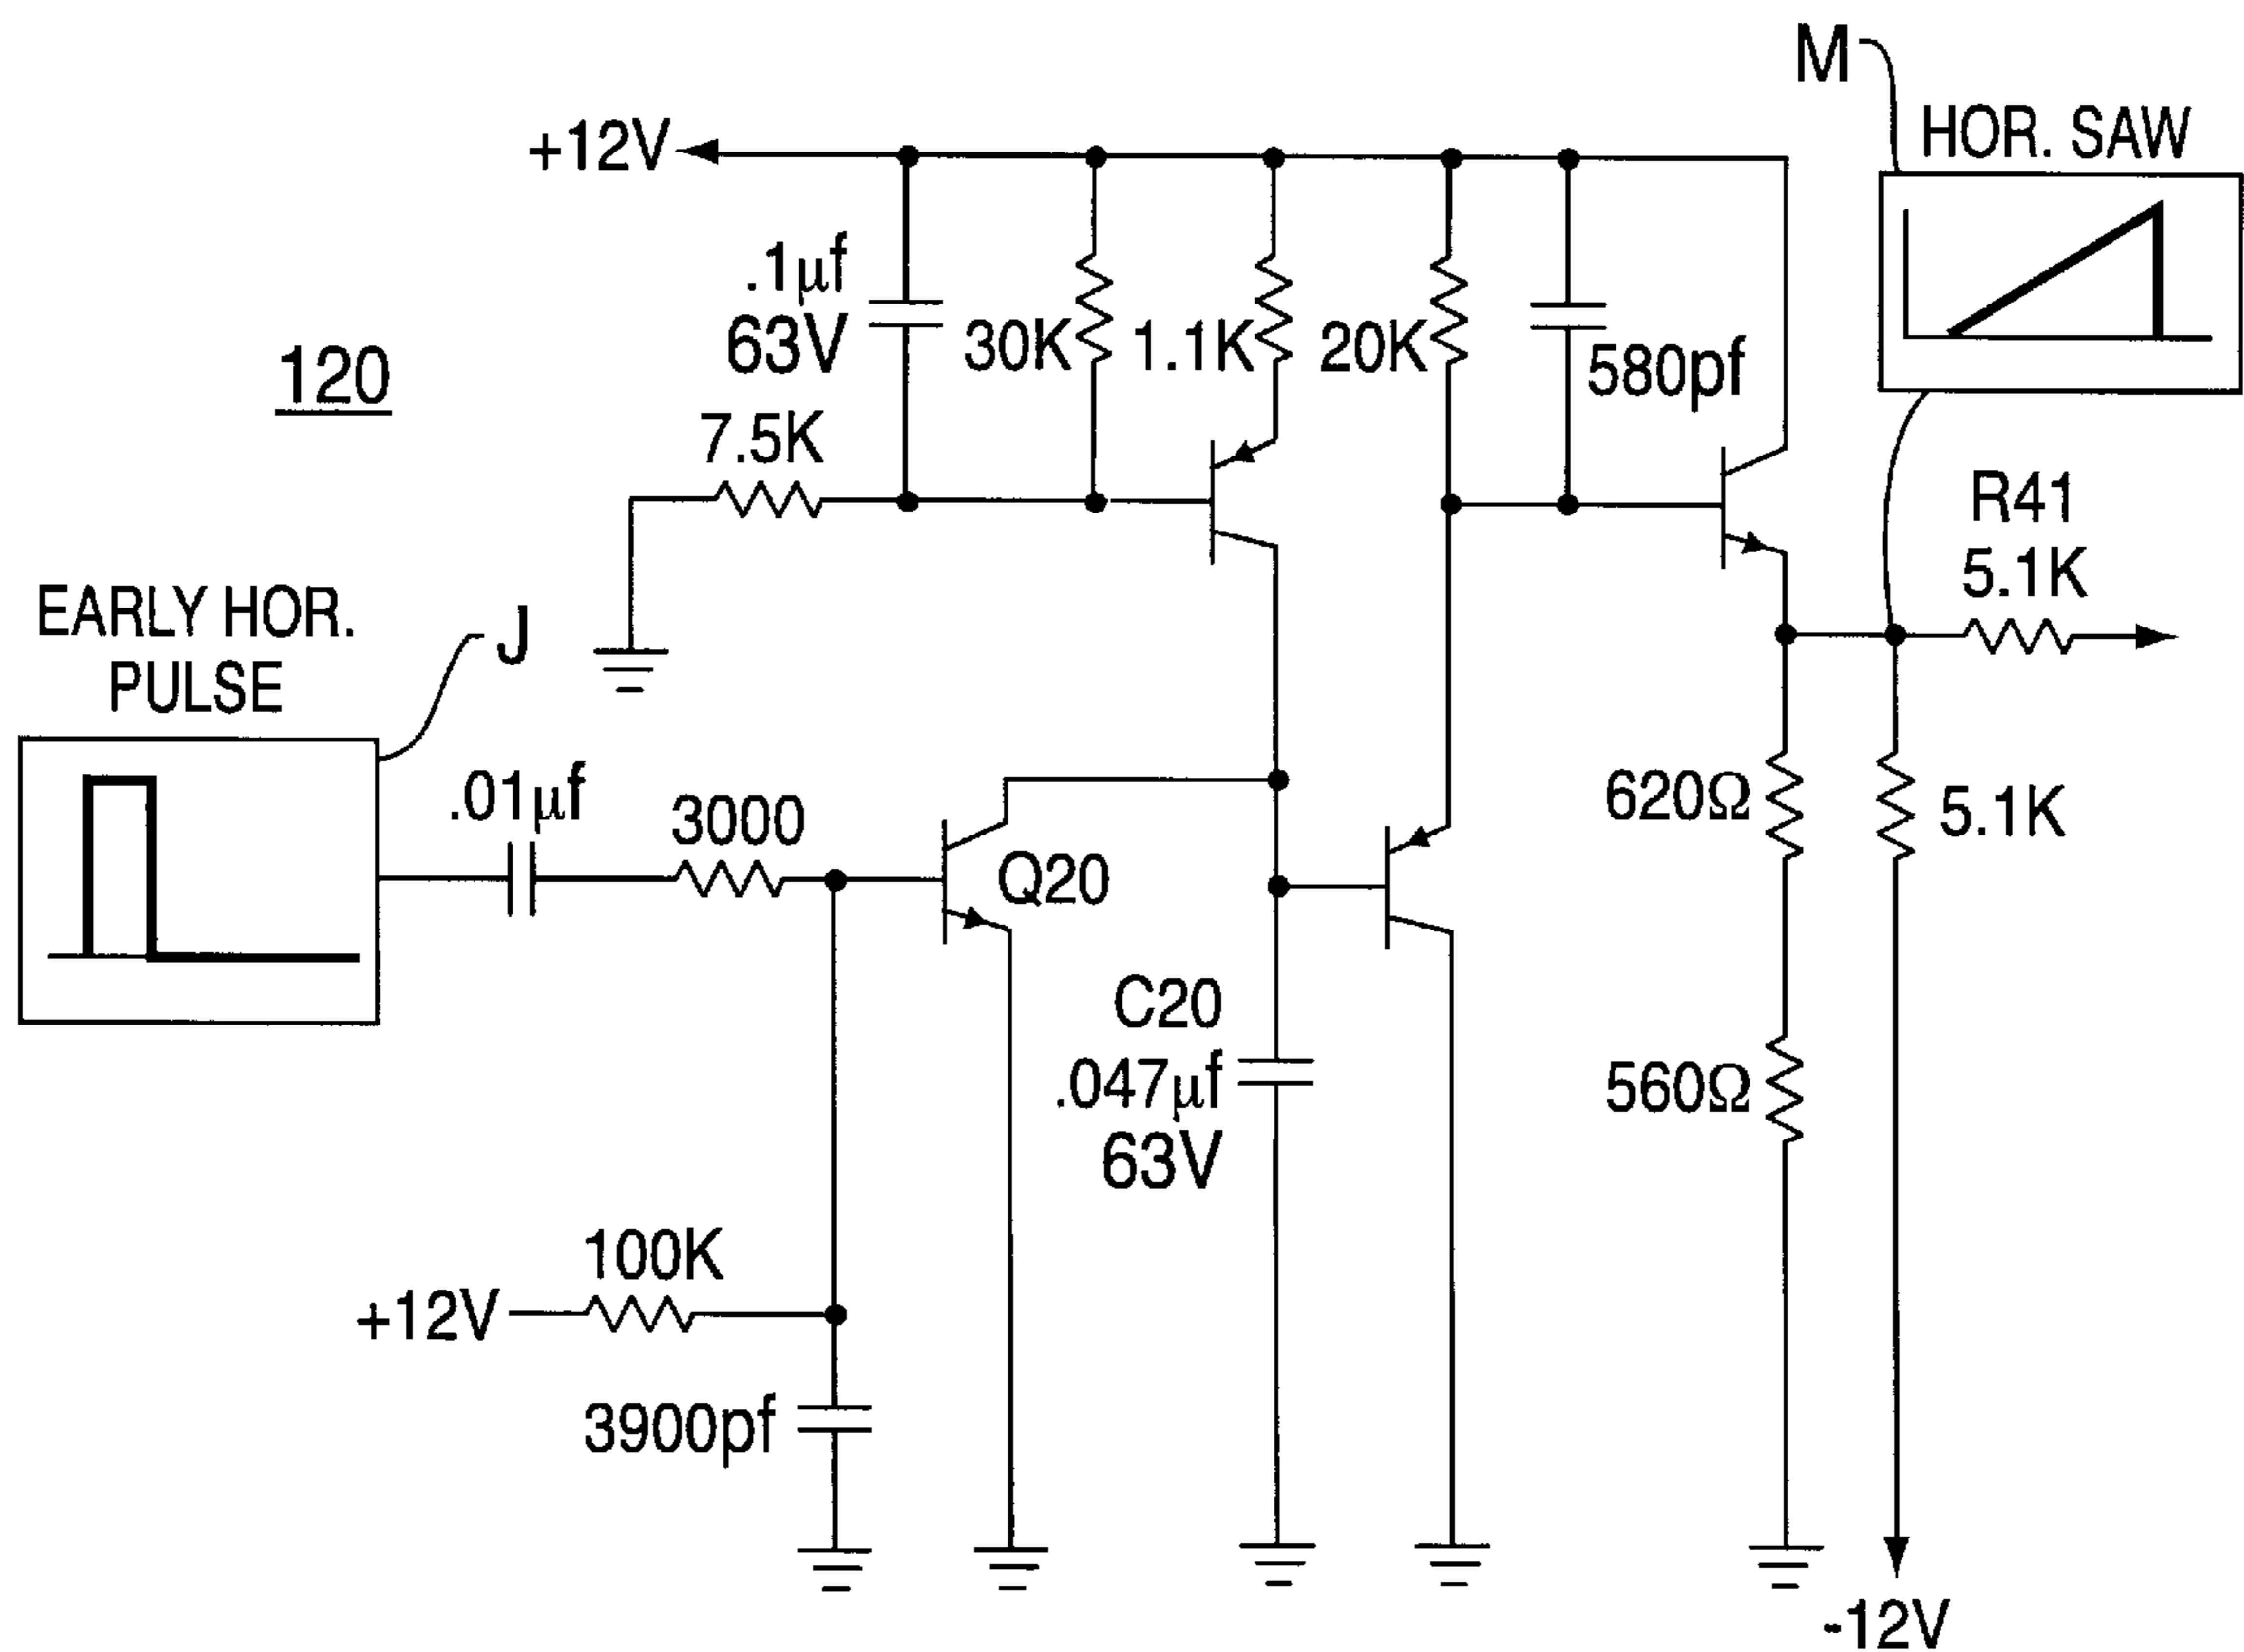 M
HOR. SAW
+12V
.1µf
63V
30K
1.1K
20K
580pf
120
7.5K
R41
5.1K
EARLY HOR.
PULSE
J
.01µf
3000
Q20
620Ω
5.1K
C20
.047µf
63V
560Ω
100K
+12V
3900pf
-12V